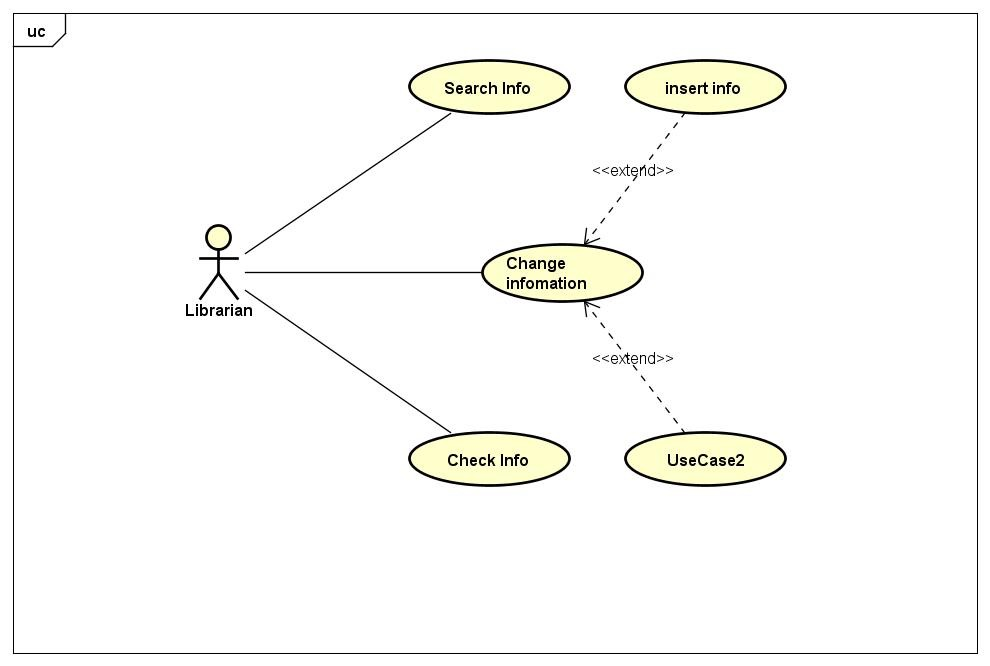 uc
Search Info
insert info
<<extend>>
Change
infomation
Librarian
<<extend>>
Check Info
UseCase2